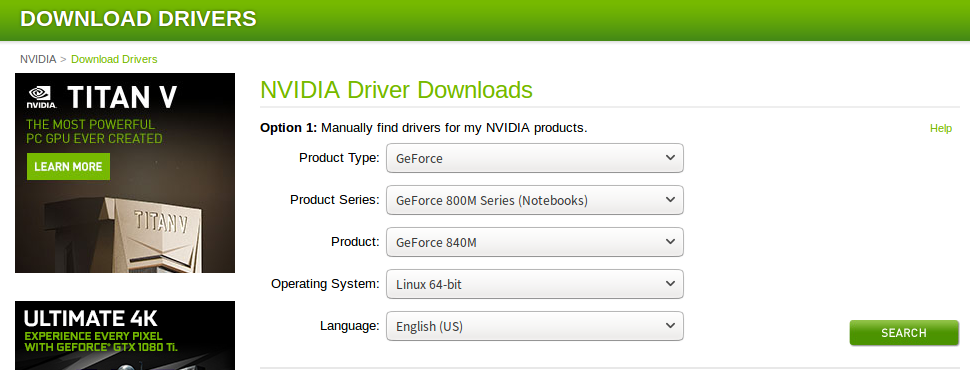 DOWNLOAD DRIVERS
NVIDIA > Download Drivers
NVIDIA
TITAN V
THE MOST POWERFUL
PC GPU EVER CREATED
LEARN MORE
TITAN V
ULTIMATE 4K
EXPERIENCE EVERY PIXEL
WITH GEFORCE® GTX 1080 Ti.
NVIDIA Driver Downloads
Option 1: Manually find drivers for my NVIDIA products.
Help
Product Type: GeForce
Product Series: GeForce 800M Series (Notebooks)
Product: GeForce 840M
Operating System: Linux 64-bit
Language: English (US)
SEARCH